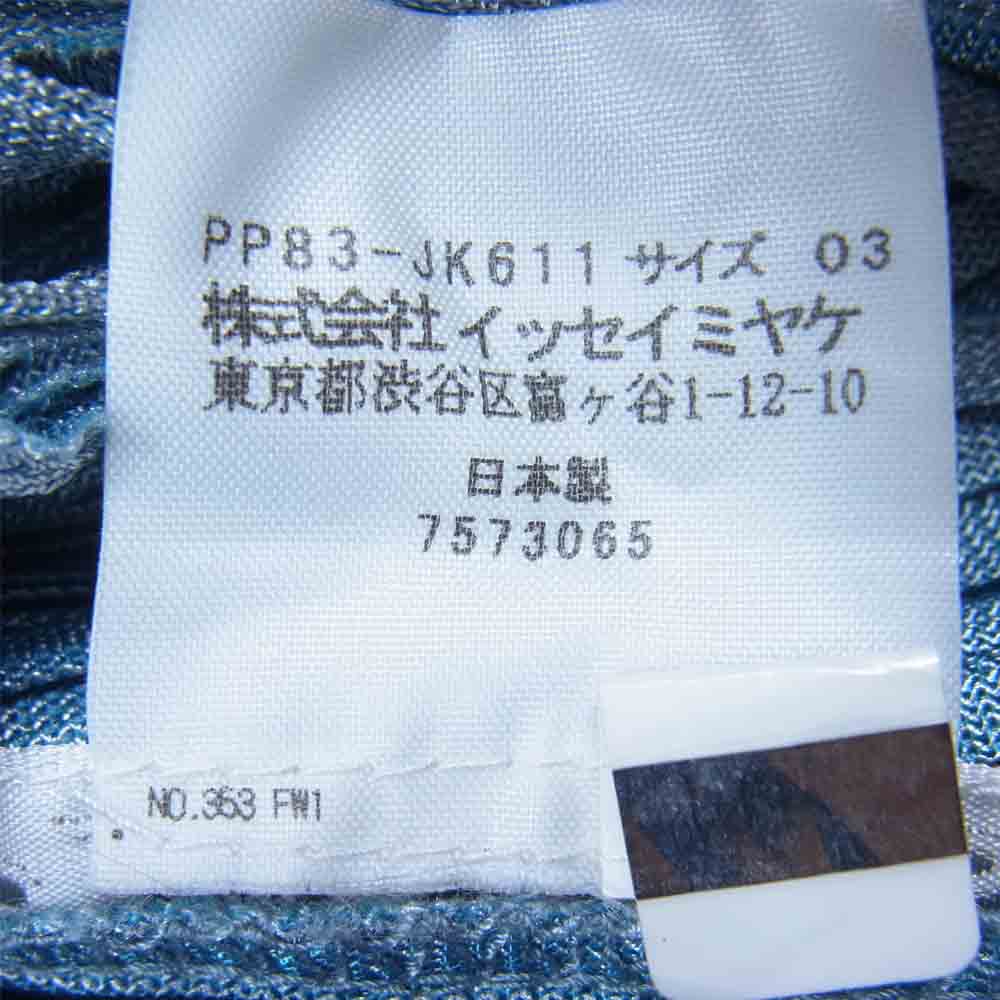 PP83-JK611 サイズ 03
株式会社イッセイミヤケ
東京都渋谷区富ヶ谷1-12-10
日本製
7573065
NO.353 FW1